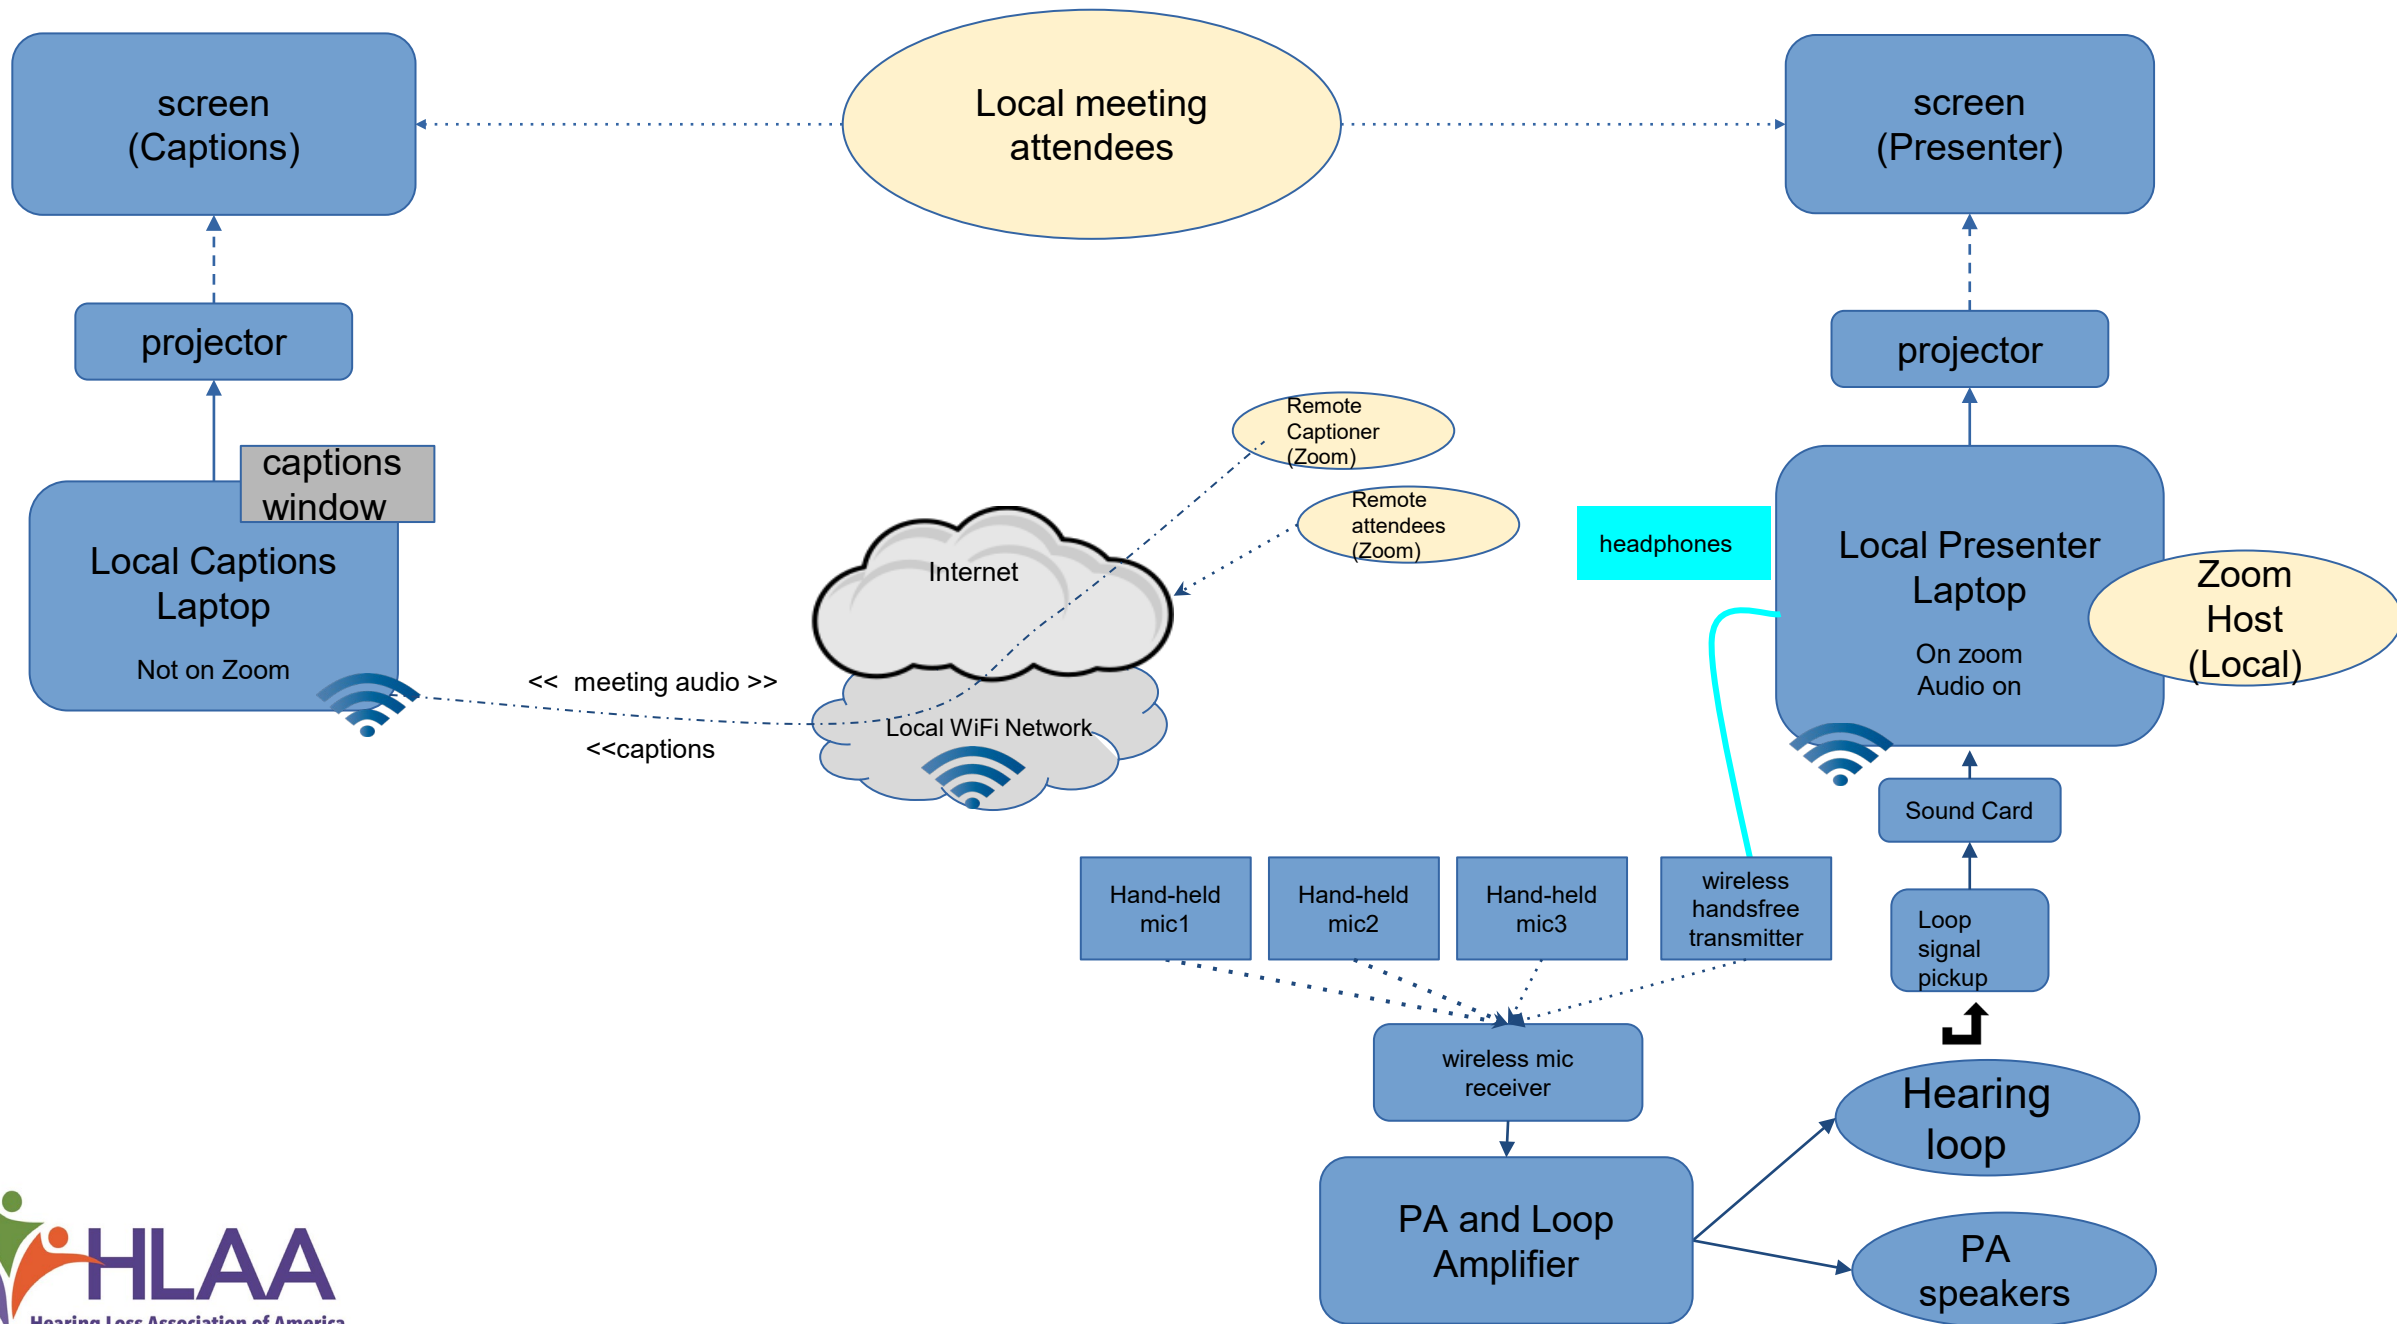 screen
(Captions)
Local meeting
attendees
screen
(Presenter)
projector
projector
Remote
Captioner
(Zoom)
captions
window
Remote
attendees
(Zoom)
headphones
Local Captions
Laptop
Not on Zoom
Internet
Local Presenter
Laptop
On zoom
Audio on
Zoom
Host
(Local)
<< meeting audio >>
<<captions
Local WiFi Network
Sound Card
Hand-held
mic1
Hand-held
mic2
Hand-held
mic3
wireless
handsfree
transmitter
Loop
signal
pickup
wireless mic
receiver
Hearing
loop
PA and Loop
Amplifier
PA
speakers
HLAA
Hearing Loss Association of America